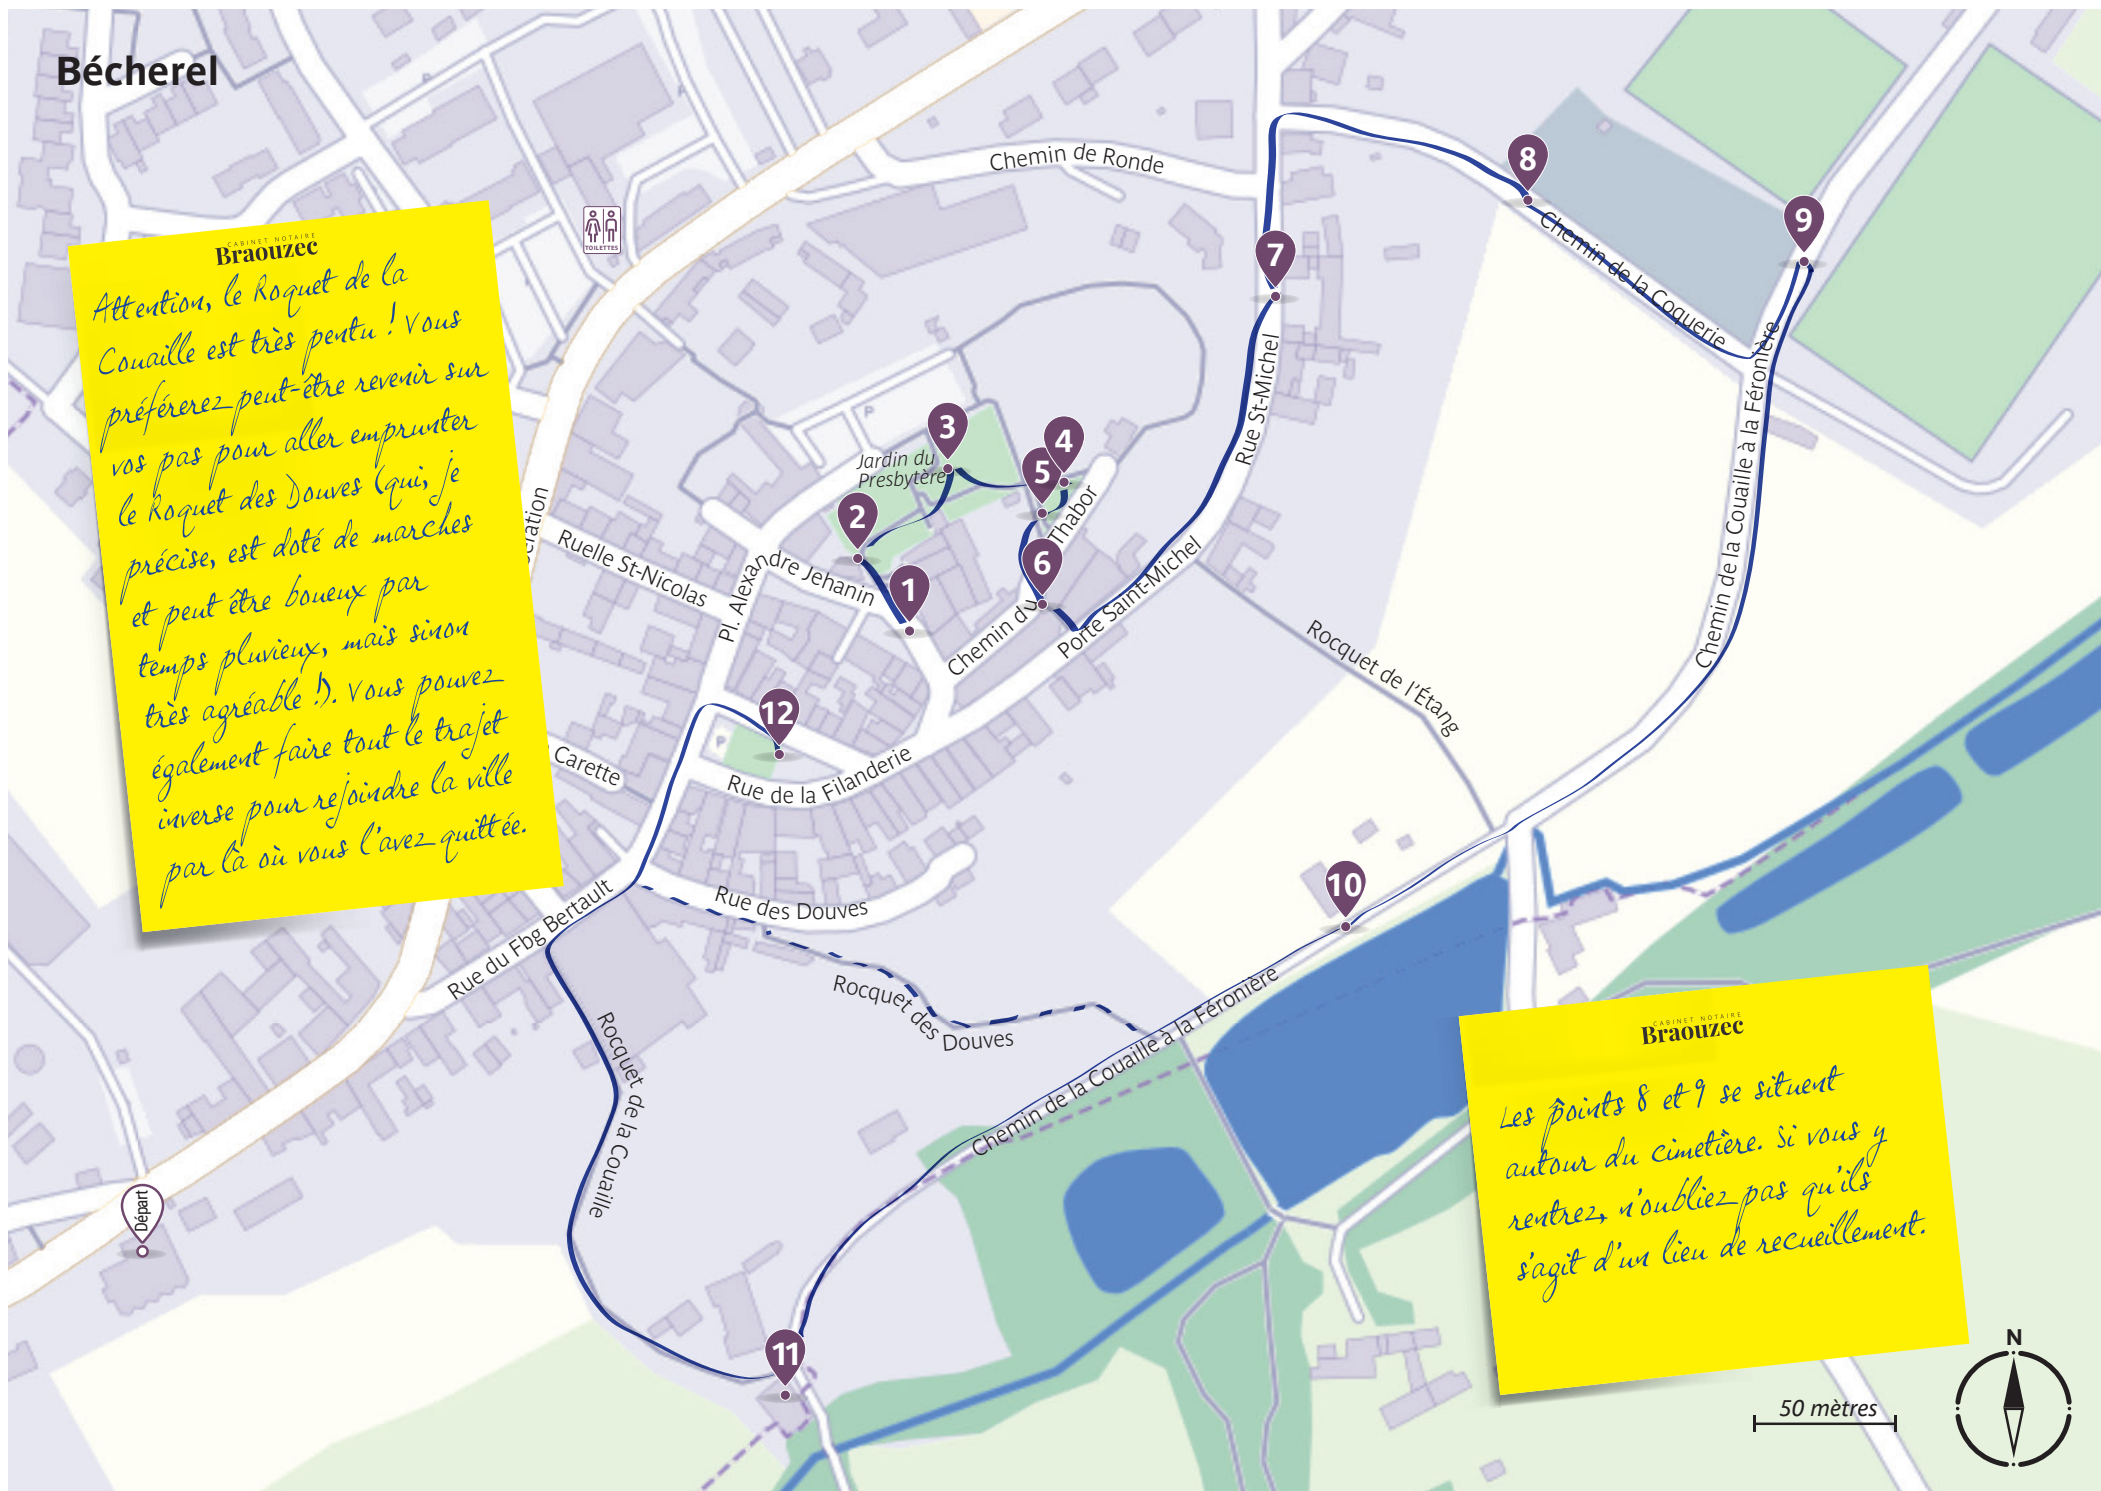 Bécherel
CABINET NOTAIRE
Braouzec
Attention, le Roquet de la
Couaille est très pentu ! Vous
préférerez peut-être revenir sur
vos pas pour aller emprunter
le Roquet des Douves (qui, je
précise, est doté de marches
et peut être boueux par
temps pluvieux, mais sinon
très agréable !). Vous pouvez
également faire tout le trajet
inverse pour rejoindre la ville
par là où vous l'avez quittée.
TOILETTES
Chemin de Ronde
8
9
7
Chemin de la Coquerie
Rue St-Michel
P
3
4
5
Jardin du
Presbytère
2
1
6
Ruelle St-Nicolas
Pl. Alexandre Jehanin
Chemin du Thabor
Porte Saint-Michel
Rocquet de l'Étang
Chemin de la Couaille à la Féronière
12
P
Carette
Rue de la Filanderie
Rue des Douves
Rue du Fbg Bertault
10
Rocquet des
Douves
Rocquet de la Couaille
Chemin de la Couaille à la Féronière
Départ
11
CABINET NOTAIRE
Braouzec
Les points 8 et 9 se situent
autour du cimetière. Si vous y
rentrez, n'oubliez pas qu'ils
s'agit d'un lieu de recueillement.
N
50 mètres